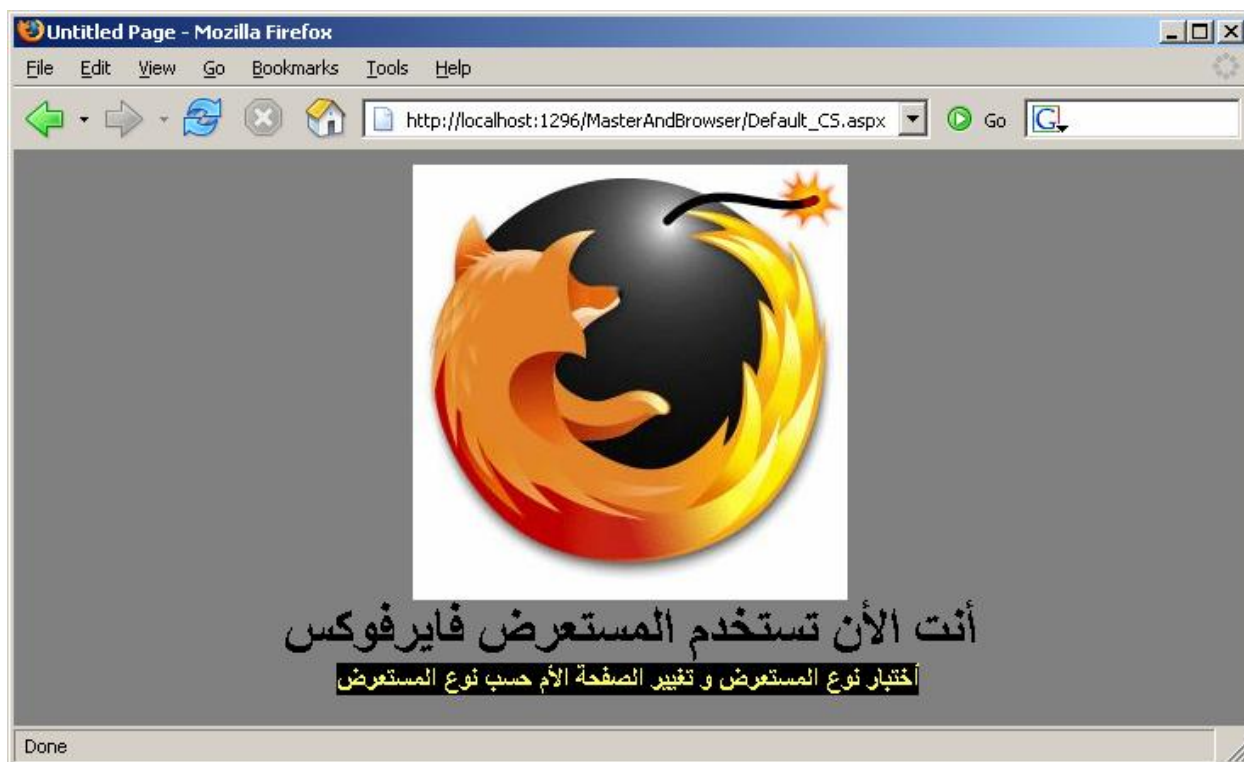 Untitled Page - Mozilla Firefox
File Edit View Go Bookmarks Tools Help
http://localhost:1296/MasterAndBrowser/Default_CS.aspx Go G
أنت الأن تستخدم المستعرض فايرفوكس
أختبار نوع المستعرض و تغيير الصفحة الأم حسب نوع المستعرض
Done